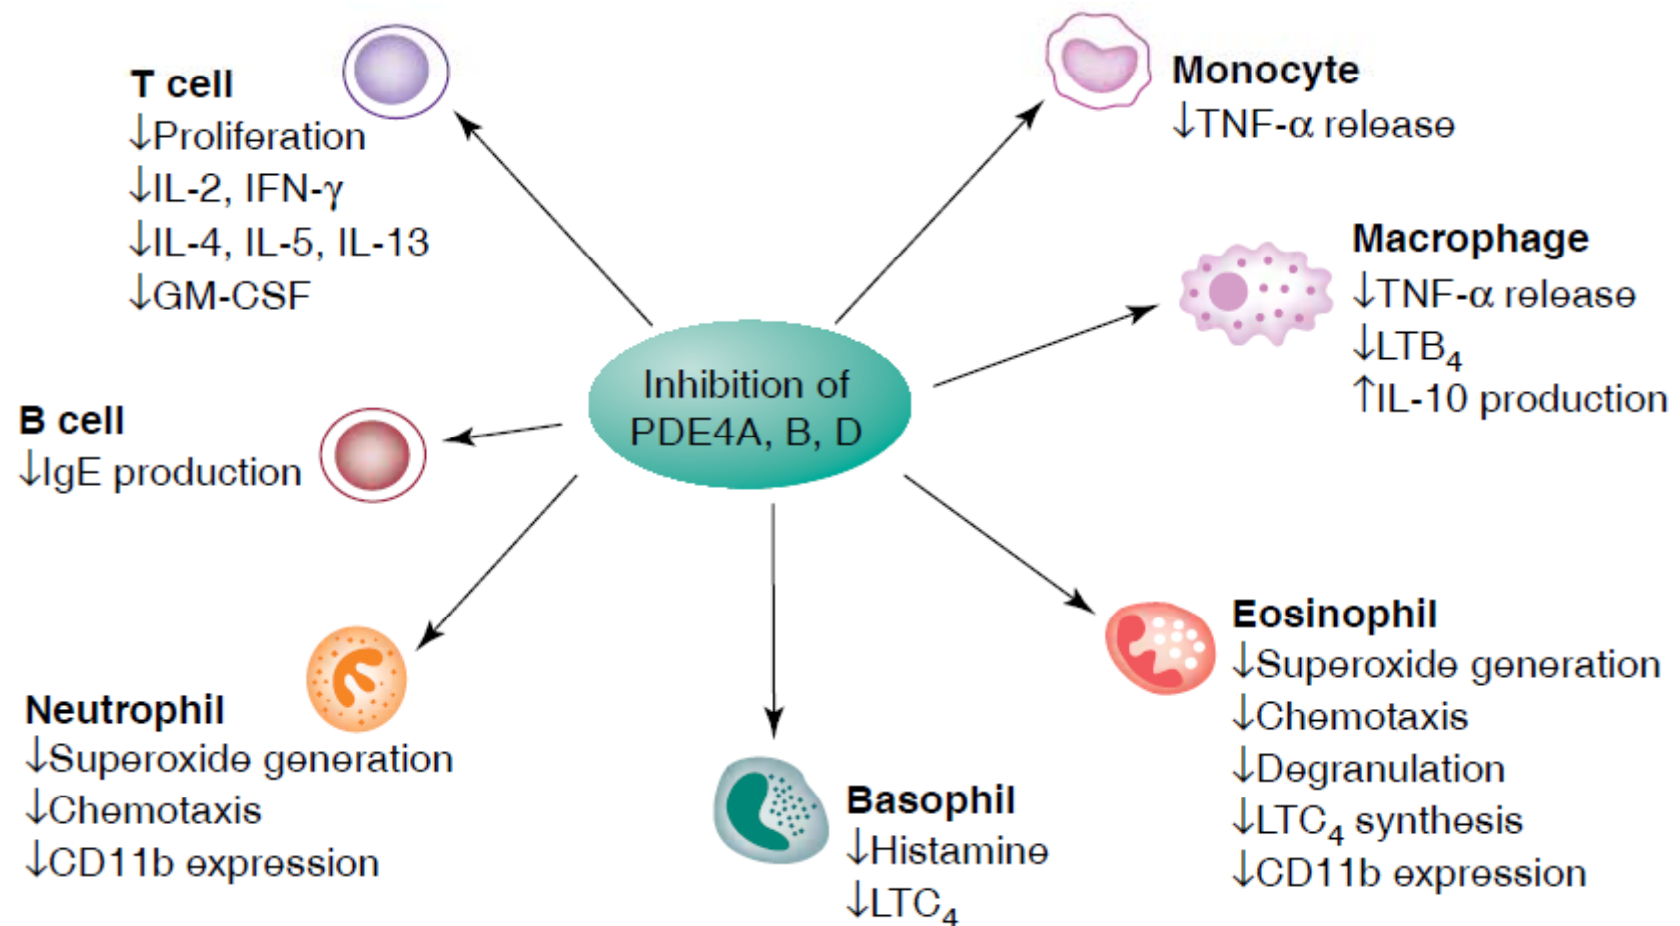 T cell
↓Proliferation
↓IL-2, IFN-γ
↓IL-4, IL-5, IL-13
↓GM-CSF
Monocyte
↓TNF-α release
Macrophage
↓TNF-α release
↓LTB₄
↑IL-10 production
Inhibition of
PDE4A, B, D
B cell
↓IgE production
Neutrophil
↓Superoxide generation
↓Chemotaxis
↓CD11b expression
Basophil
↓Histamine
↓LTC₄
Eosinophil
↓Superoxide generation
↓Chemotaxis
↓Degranulation
↓LTC₄ synthesis
↓CD11b expression